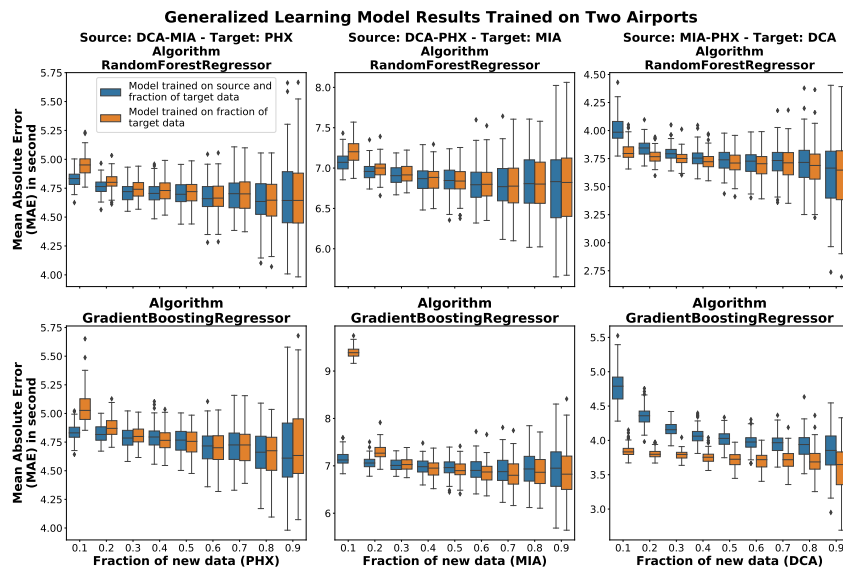 Generalized Learning Model Results Trained on Two Airports
Source: DCA-MIA - Target: PHX
Algorithm
RandomForestRegressor
Source: DCA-PHX - Target: MIA
Algorithm
RandomForestRegressor
Source: MIA-PHX - Target: DCA
Algorithm
RandomForestRegressor
Mean Absolute Error
(MAE) in second
5.75
5.50
5.25
5.00
4.75
4.50
4.25
4.00
Model trained on source and
fraction of target data
Model trained on fraction of
target data
8.0
7.5
7.0
6.5
6.0
4.50
4.25
4.00
3.75
3.50
3.25
3.00
2.75
Algorithm
GradientBoostingRegressor
Algorithm
GradientBoostingRegressor
Algorithm
GradientBoostingRegressor
Mean Absolute Error
(MAE) in second
5.75
5.50
5.25
5.00
4.75
4.50
4.25
4.00
9
8
7
6
5.5
5.0
4.5
4.0
3.5
3.0
0.1 0.2 0.3 0.4 0.5 0.6 0.7 0.8 0.9
Fraction of new data (PHX)
0.1 0.2 0.3 0.4 0.5 0.6 0.7 0.8 0.9
Fraction of new data (MIA)
0.1 0.2 0.3 0.4 0.5 0.6 0.7 0.8 0.9
Fraction of new data (DCA)